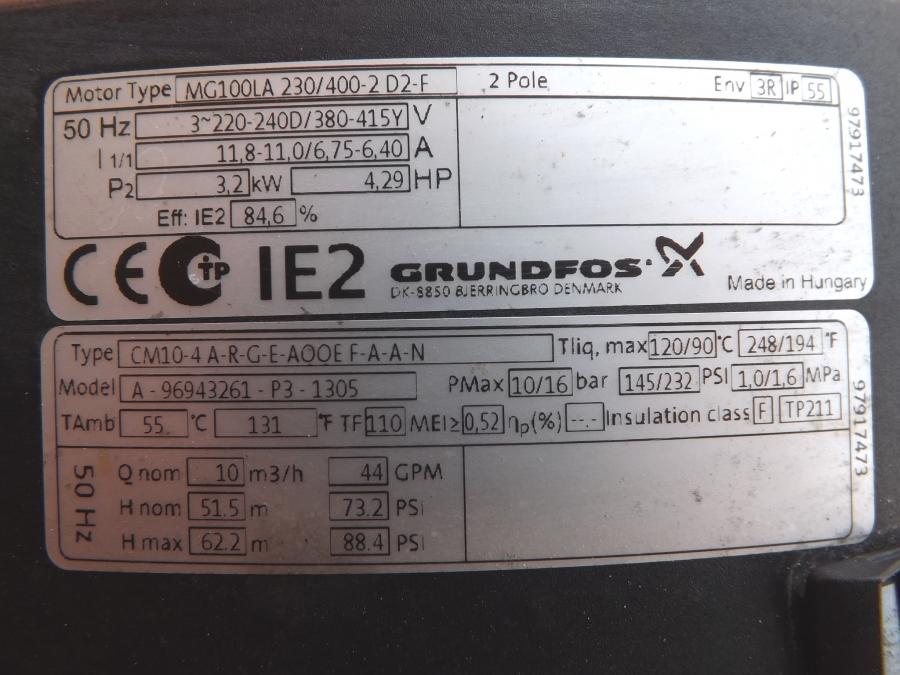 Motor Type MG100LA 230/400-2 D2-F 2 Pole Env 3R IP 55
50 Hz 3~220-240D/380-415Y V
I 1/1 11,8-11,0/6,75-6,40 A
P2 3,2 kW 4,29 HP
Eff: IE2 84,6 %
97917473
CE TP IE2 GRUNDFOS
DK-8850 BJERRINGBRO DENMARK
Made in Hungary
Type CM10-4 A-R-G-E-AQQE F-A-A-N Tliq, max 120/90 °C 248/194 °F
Model A - 96943261 - P3 - 1305 PMax 10/16 bar 145/232 PSI 1,0/1,6 MPa
TAmb 55 °C 131 °F TF 110 MEI≥ 0,52 ηp(%) --.- Insulation class F TP211
97917473
50 Hz
Q nom 10 m3/h 44 GPM
H nom 51.5 m 73.2 PSI
H max 62.2 m 88.4 PSI